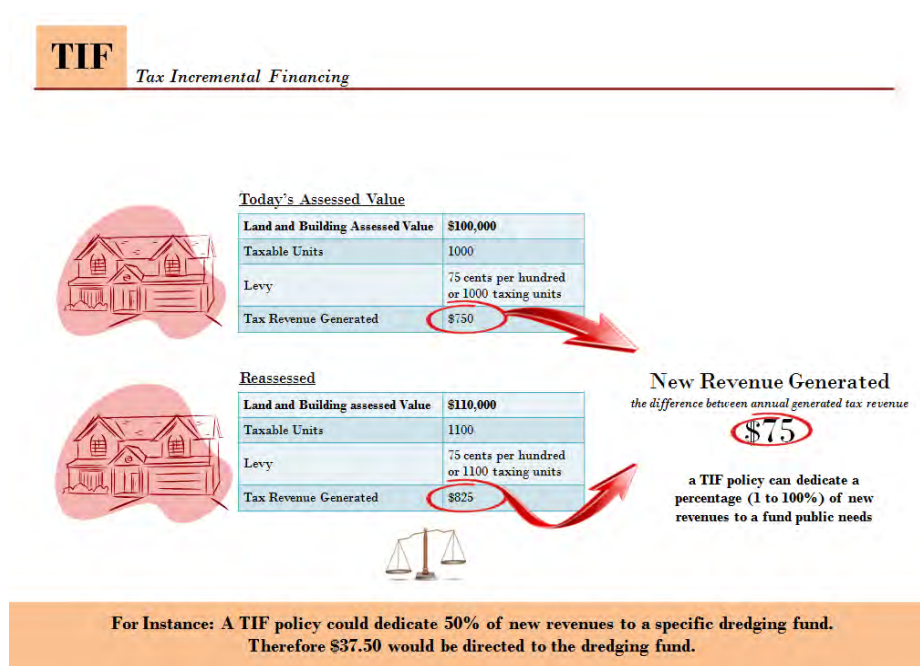 TIF
Tax Incremental Financing
Today's Assessed Value
Land and Building Assessed Value $100,000
Taxable Units 1000
Levy 75 cents per hundred
or 1000 taxing units
Tax Revenue Generated $750
Reassessed
Land and Building assessed Value $110,000
Taxable Units 1100
Levy 75 cents per hundred
or 1100 taxing units
Tax Revenue Generated $825
New Revenue Generated
the difference between annual generated tax revenue
$75
a TIF policy can dedicate a
percentage (1 to 100%) of new
revenues to a fund public needs
For Instance: A TIF policy could dedicate 50% of new revenues to a specific dredging fund.
Therefore $37.50 would be directed to the dredging fund.